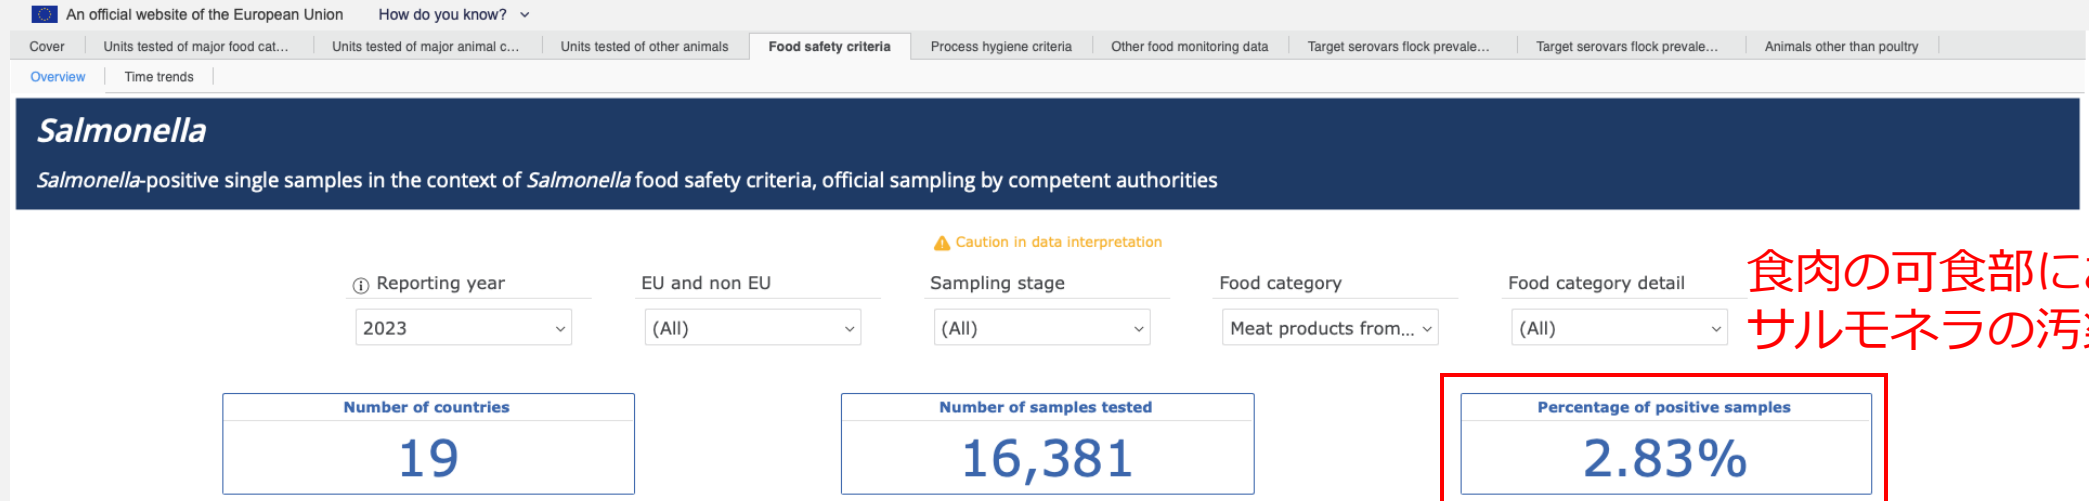 An official website of the European Union How do you know?
Cover Units tested of major food cat... Units tested of major animal c... Units tested of other animals Food safety criteria Process hygiene criteria Other food monitoring data Target serovars flock prevale... Target serovars flock prevale... Animals other than poultry
Overview Time trends
Salmonella
Salmonella-positive single samples in the context of Salmonella food safety criteria, official sampling by competent authorities
Caution in data interpretation
Reporting year EU and non EU Sampling stage Food category Food category detail
2023 (All) (All) Meat products from... (All)
食肉の可食部に
サルモネラの汚
Number of countries Number of samples tested Percentage of positive samples
19 16,381 2.83%